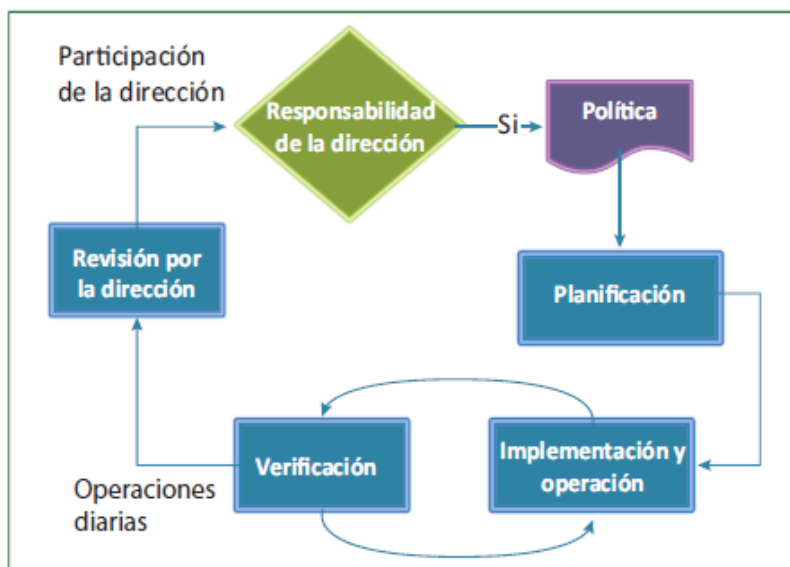 Participación
de la dirección
Responsabilidad
de la dirección
Si
Política
Revisión por
la dirección
Planificación
Verificación
Implementación y
operación
Operaciones
diarias